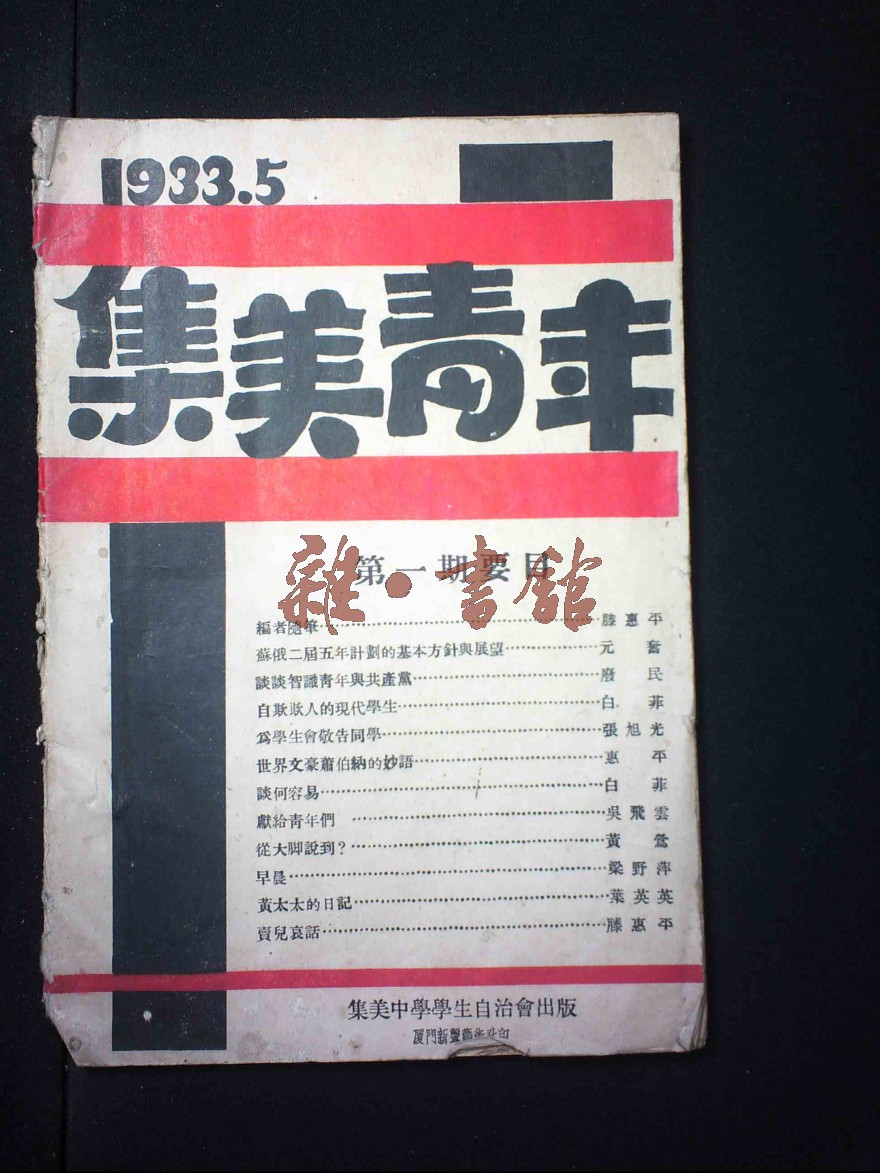 1933.5
集美青年
第一期要目
雜·書館
編者隨筆……滕惠平
蘇俄二屆五年計劃的基本方針與展望……元奮
談談智識青年與共產黨……廢民
自欺欺人的現代學生……白菲
為學生會敬告同學……張旭光
世界文豪蕭伯納的妙語……惠平
談何容易……白菲
獻給青年們……吳飛雲
從大脚說到?……黃鶯
早晨……梁野萍
黃太太的日記……葉英英
賣兒哀話……滕惠平
集美中學學生自治會出版
厦門新聲